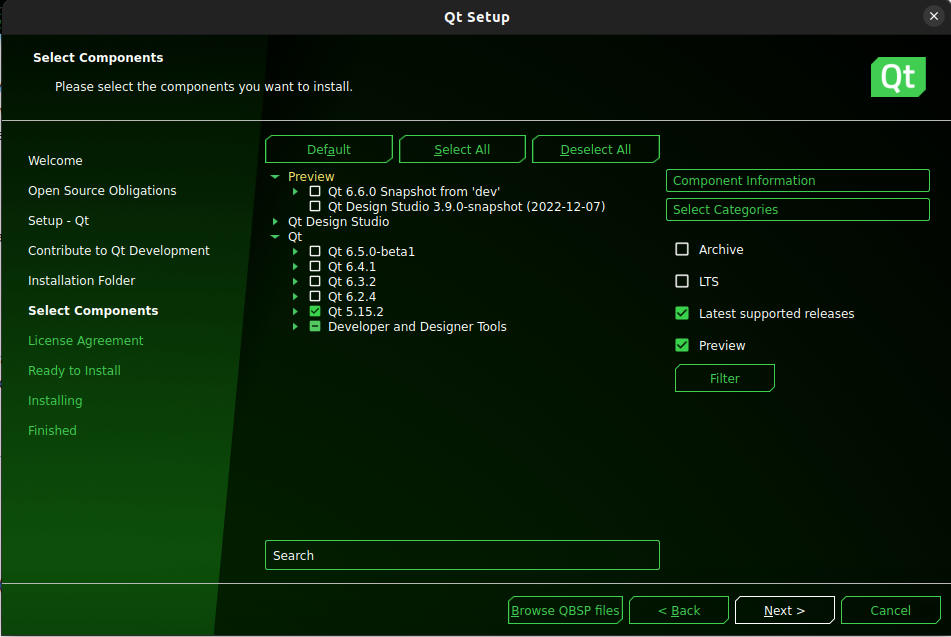 Qt Setup
Select Components
Please select the components you want to install.
Qt
Welcome
Open Source Obligations
Setup - Qt
Contribute to Qt Development
Installation Folder
Select Components
License Agreement
Ready to Install
Installing
Finished
Default
Select All
Deselect All
Preview
Qt 6.6.0 Snapshot from 'dev'
Qt Design Studio 3.9.0-snapshot (2022-12-07)
Qt Design Studio
Qt
Qt 6.5.0-beta1
Qt 6.4.1
Qt 6.3.2
Qt 6.2.4
Qt 5.15.2
Developer and Designer Tools
Component Information
Select Categories
Archive
LTS
Latest supported releases
Preview
Filter
Search
Browse QBSP files
< Back
Next >
Cancel